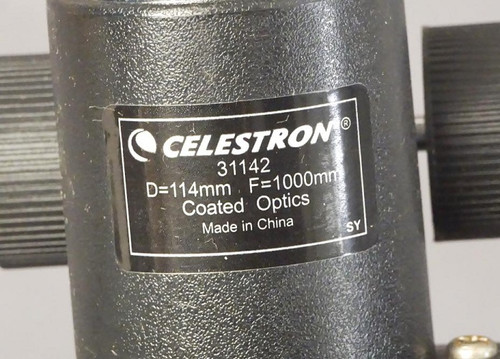 CELESTRON®
31142
D=114mm F=1000mm
Coated Optics
Made in China
SY